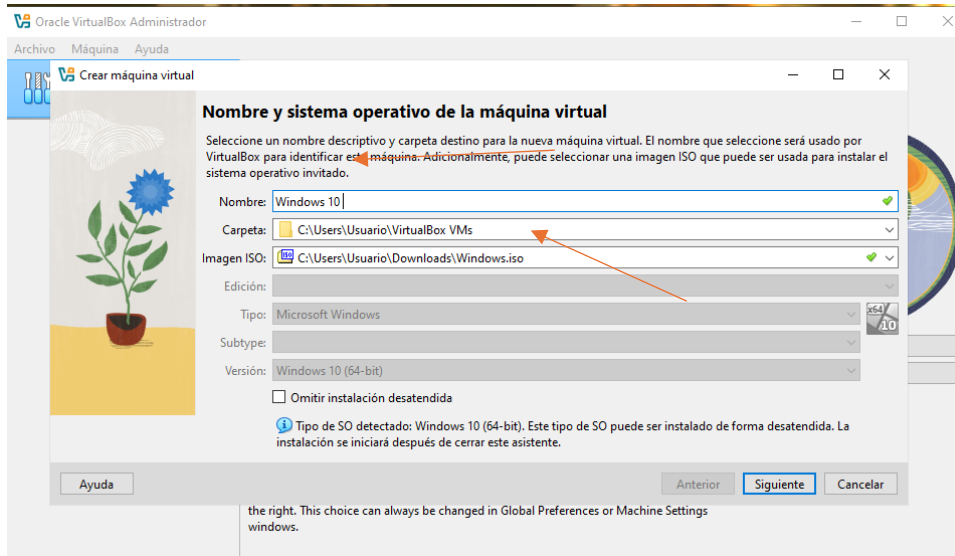 Oracle VirtualBox Administrador
Archivo Máquina Ayuda
Crear máquina virtual
Nombre y sistema operativo de la máquina virtual
Seleccione un nombre descriptivo y carpeta destino para la nueva máquina virtual. El nombre que seleccione será usado por
VirtualBox para identificar esta máquina. Adicionalmente, puede seleccionar una imagen ISO que puede ser usada para instalar el
sistema operativo invitado.
Nombre: Windows 10
Carpeta: C:\Users\Usuario\VirtualBox VMs
Imagen ISO: C:\Users\Usuario\Downloads\Windows.iso
Edición:
Tipo: Microsoft Windows
x64
10
Subtype:
Versión: Windows 10 (64-bit)
Omitir instalación desatendida
Tipo de SO detectado: Windows 10 (64-bit). Este tipo de SO puede ser instalado de forma desatendida. La
instalación se iniciará después de cerrar este asistente.
Ayuda Anterior Siguiente Cancelar
the right. This choice can always be changed in Global Preferences or Machine Settings
windows.